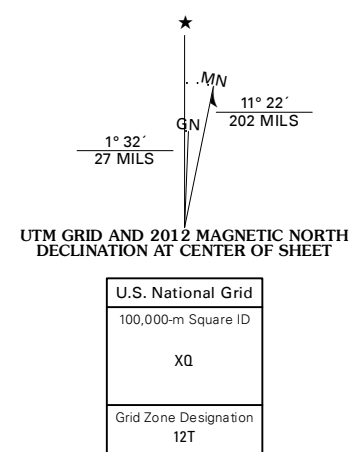 MN
11° 22´
202 MILS
GN
1° 32´
27 MILS
UTM GRID AND 2012 MAGNETIC NORTH
DECLINATION AT CENTER OF SHEET
U.S. National Grid
100,000-m Square ID
XQ
Grid Zone Designation
12T